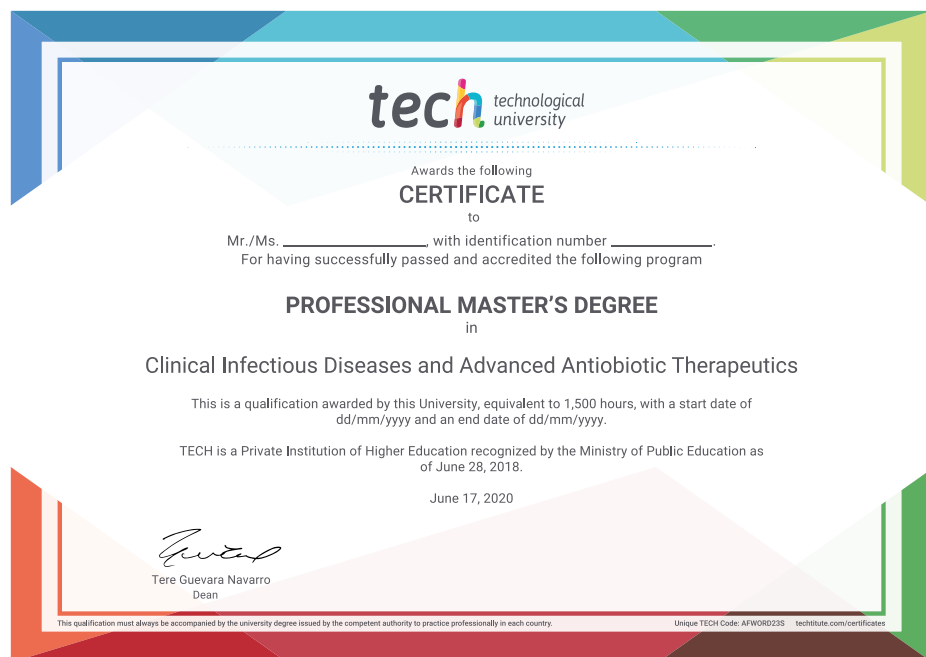 tech technological
university
Awards the following
CERTIFICATE
to
Mr./Ms. ____________________, with identification number ______________.
For having successfully passed and accredited the following program
PROFESSIONAL MASTER'S DEGREE
in
Clinical Infectious Diseases and Advanced Antiobiotic Therapeutics
This is a qualification awarded by this University, equivalent to 1,500 hours, with a start date of
dd/mm/yyyy and an end date of dd/mm/yyyy.
TECH is a Private Institution of Higher Education recognized by the Ministry of Public Education as
of June 28, 2018.
June 17, 2020
Tere Guevara Navarro
Dean
This qualification must always be accompanied by the university degree issued by the competent authority to practice professionally in each country.
Unique TECH Code: AFWORD23S techtitute.com/certificates